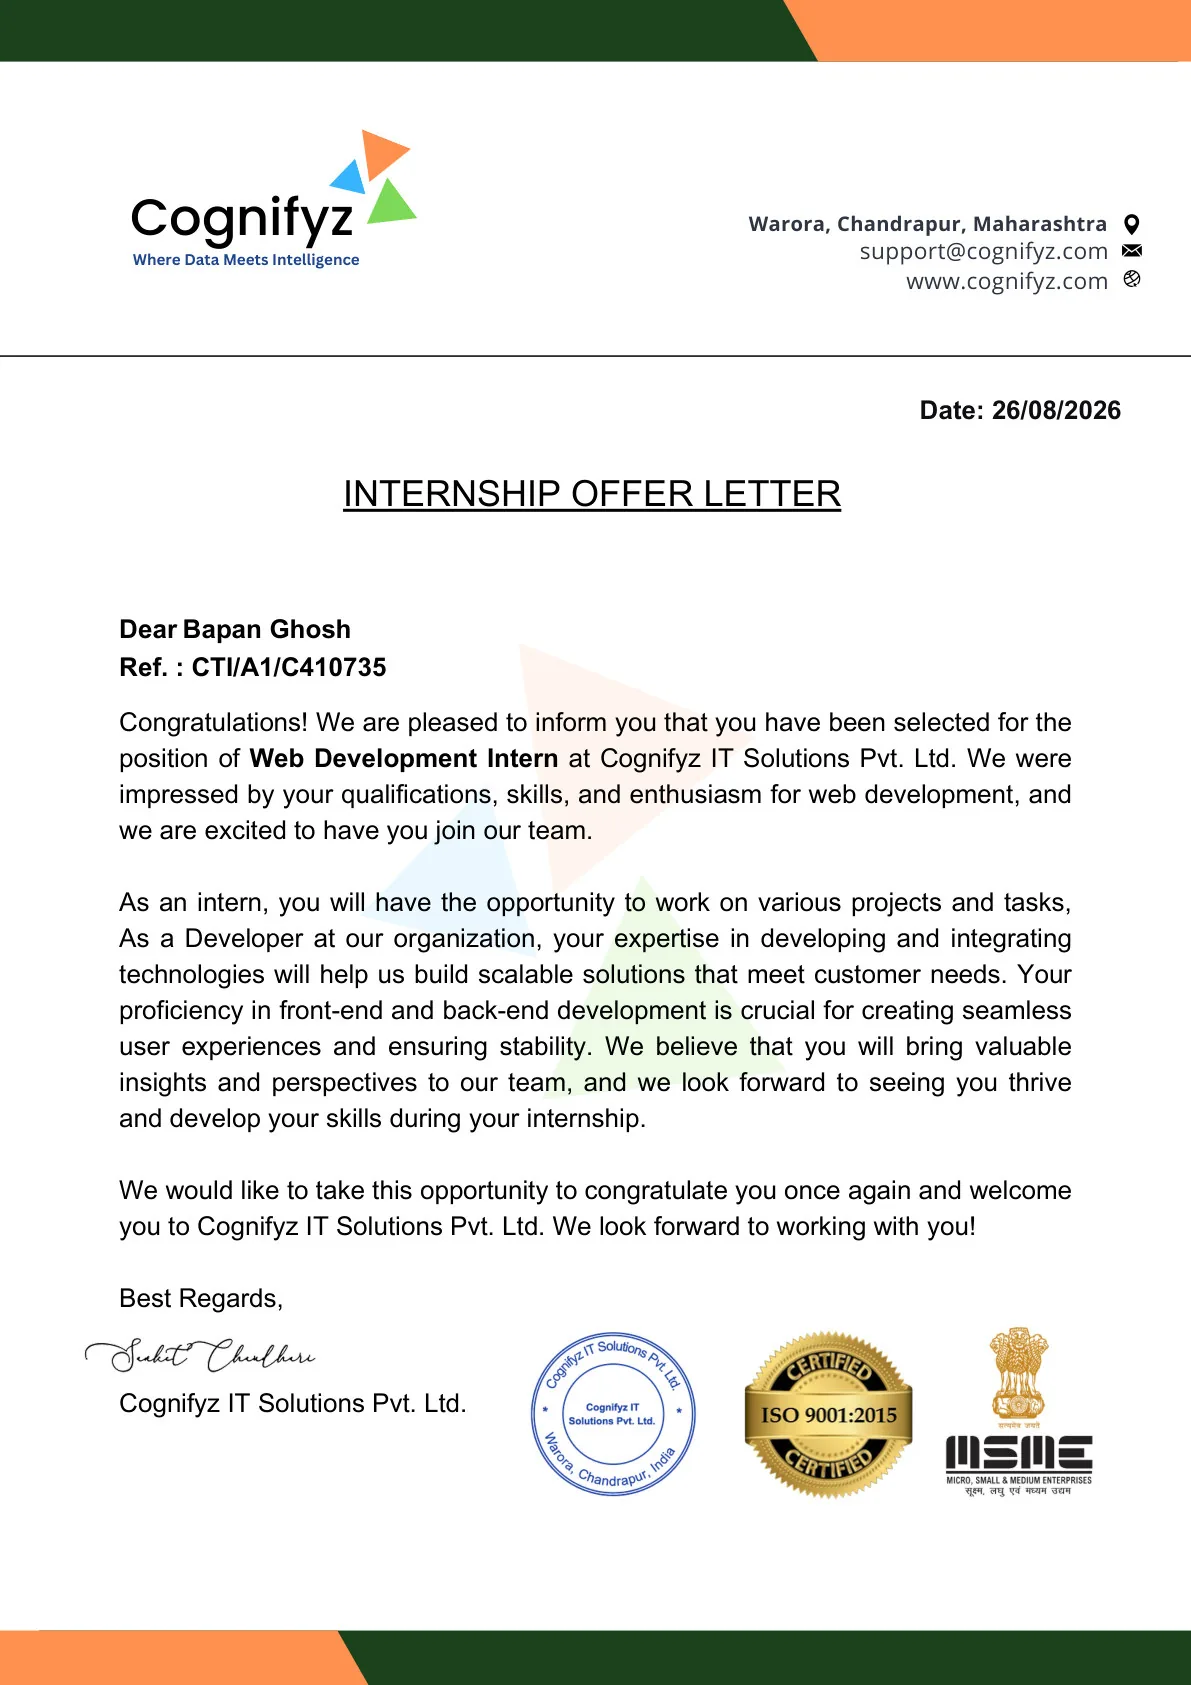 Cognifyz
Where Data Meets Intelligence
Warora, Chandrapur, Maharashtra
support@cognifyz.com
www.cognifyz.com
Date: 26/08/2026
INTERNSHIP OFFER LETTER
Dear Bapan Ghosh
Ref. : CTI/A1/C410735
Congratulations! We are pleased to inform you that you have been selected for the
position of Web Development Intern at Cognifyz IT Solutions Pvt. Ltd. We were
impressed by your qualifications, skills, and enthusiasm for web development, and
we are excited to have you join our team.
As an intern, you will have the opportunity to work on various projects and tasks,
As a Developer at our organization, your expertise in developing and integrating
technologies will help us build scalable solutions that meet customer needs. Your
proficiency in front-end and back-end development is crucial for creating seamless
user experiences and ensuring stability. We believe that you will bring valuable
insights and perspectives to our team, and we look forward to seeing you thrive
and develop your skills during your internship.
We would like to take this opportunity to congratulate you once again and welcome
you to Cognifyz IT Solutions Pvt. Ltd. We look forward to working with you!
Best Regards,
Cognifyz IT Solutions Pvt. Ltd.
Cognifyz IT Solutions Pvt. Ltd.
Cognifyz IT
Solutions Pvt. Ltd.
* Warora, Chandrapur, India *
CERTIFIED
ISO 9001:2015
CERTIFIED
सत्यमेव जयते
MSME
MICRO, SMALL & MEDIUM ENTERPRISES
सूक्ष्म, लघु एवं मध्यम उद्यम